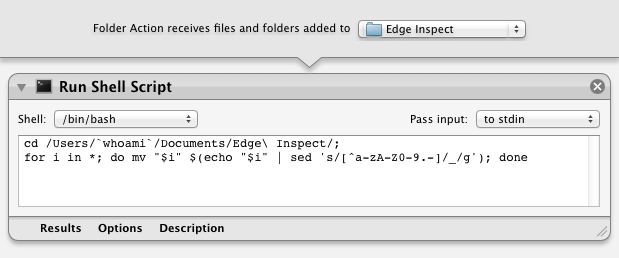 Folder Action receives files and folders added to Edge Inspect
Run Shell Script
Shell: /bin/bash Pass input: to stdin
cd /Users/`whoami`/Documents/Edge\ Inspect/;
for i in *; do mv "$i" $(echo "$i" | sed 's/[^a-zA-Z0-9.-]/_/g'); done
Results Options Description